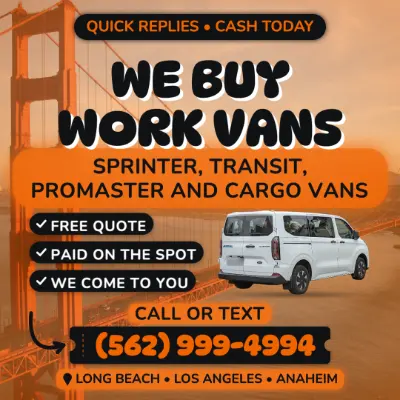 QUICK REPLIES • CASH TODAY
WE BUY
WORK VANS
SPRINTER, TRANSIT,
PROMASTER AND CARGO VANS
FREE QUOTE
PAID ON THE SPOT
WE COME TO YOU
CALL OR TEXT
(562) 999-4994
LONG BEACH • LOS ANGELES • ANAHEIM